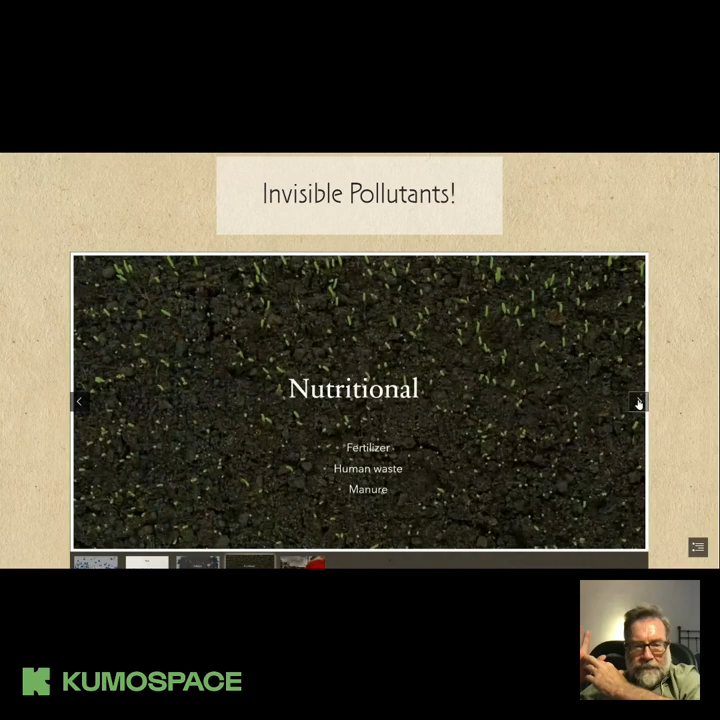 Invisible Pollutants!
Nutritional
Fertilizer
Human waste
Manure
KUMOSPACE